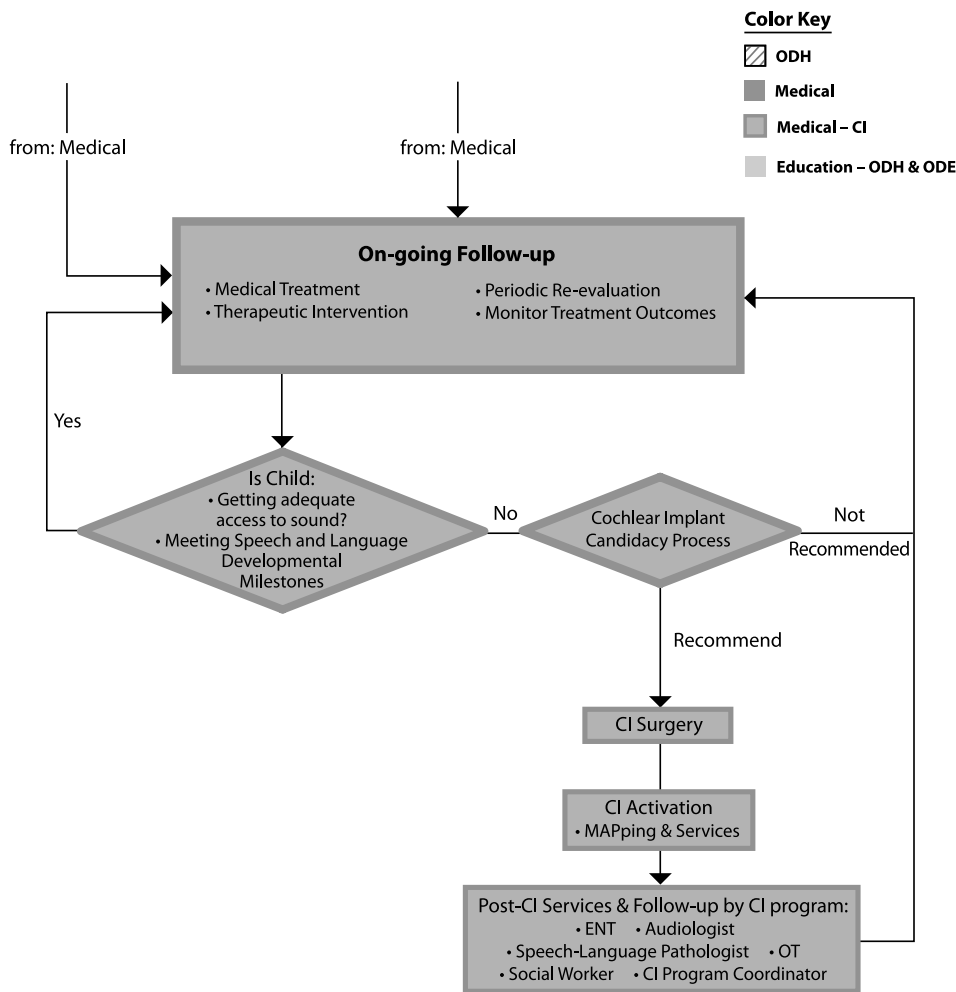 Color Key
ODH
Medical
Medical – CI
Education – ODH & ODE
from: Medical
from: Medical
On-going Follow-up
• Medical Treatment
• Therapeutic Intervention
• Periodic Re-evaluation
• Monitor Treatment Outcomes
Yes
Is Child:
• Getting adequate
access to sound?
• Meeting Speech and Language
Developmental
Milestones
No
Cochlear Implant
Candidacy Process
Not
Recommended
Recommend
CI Surgery
CI Activation
• MAPping & Services
Post-CI Services & Follow-up by CI program:
• ENT • Audiologist
• Speech-Language Pathologist • OT
• Social Worker • CI Program Coordinator